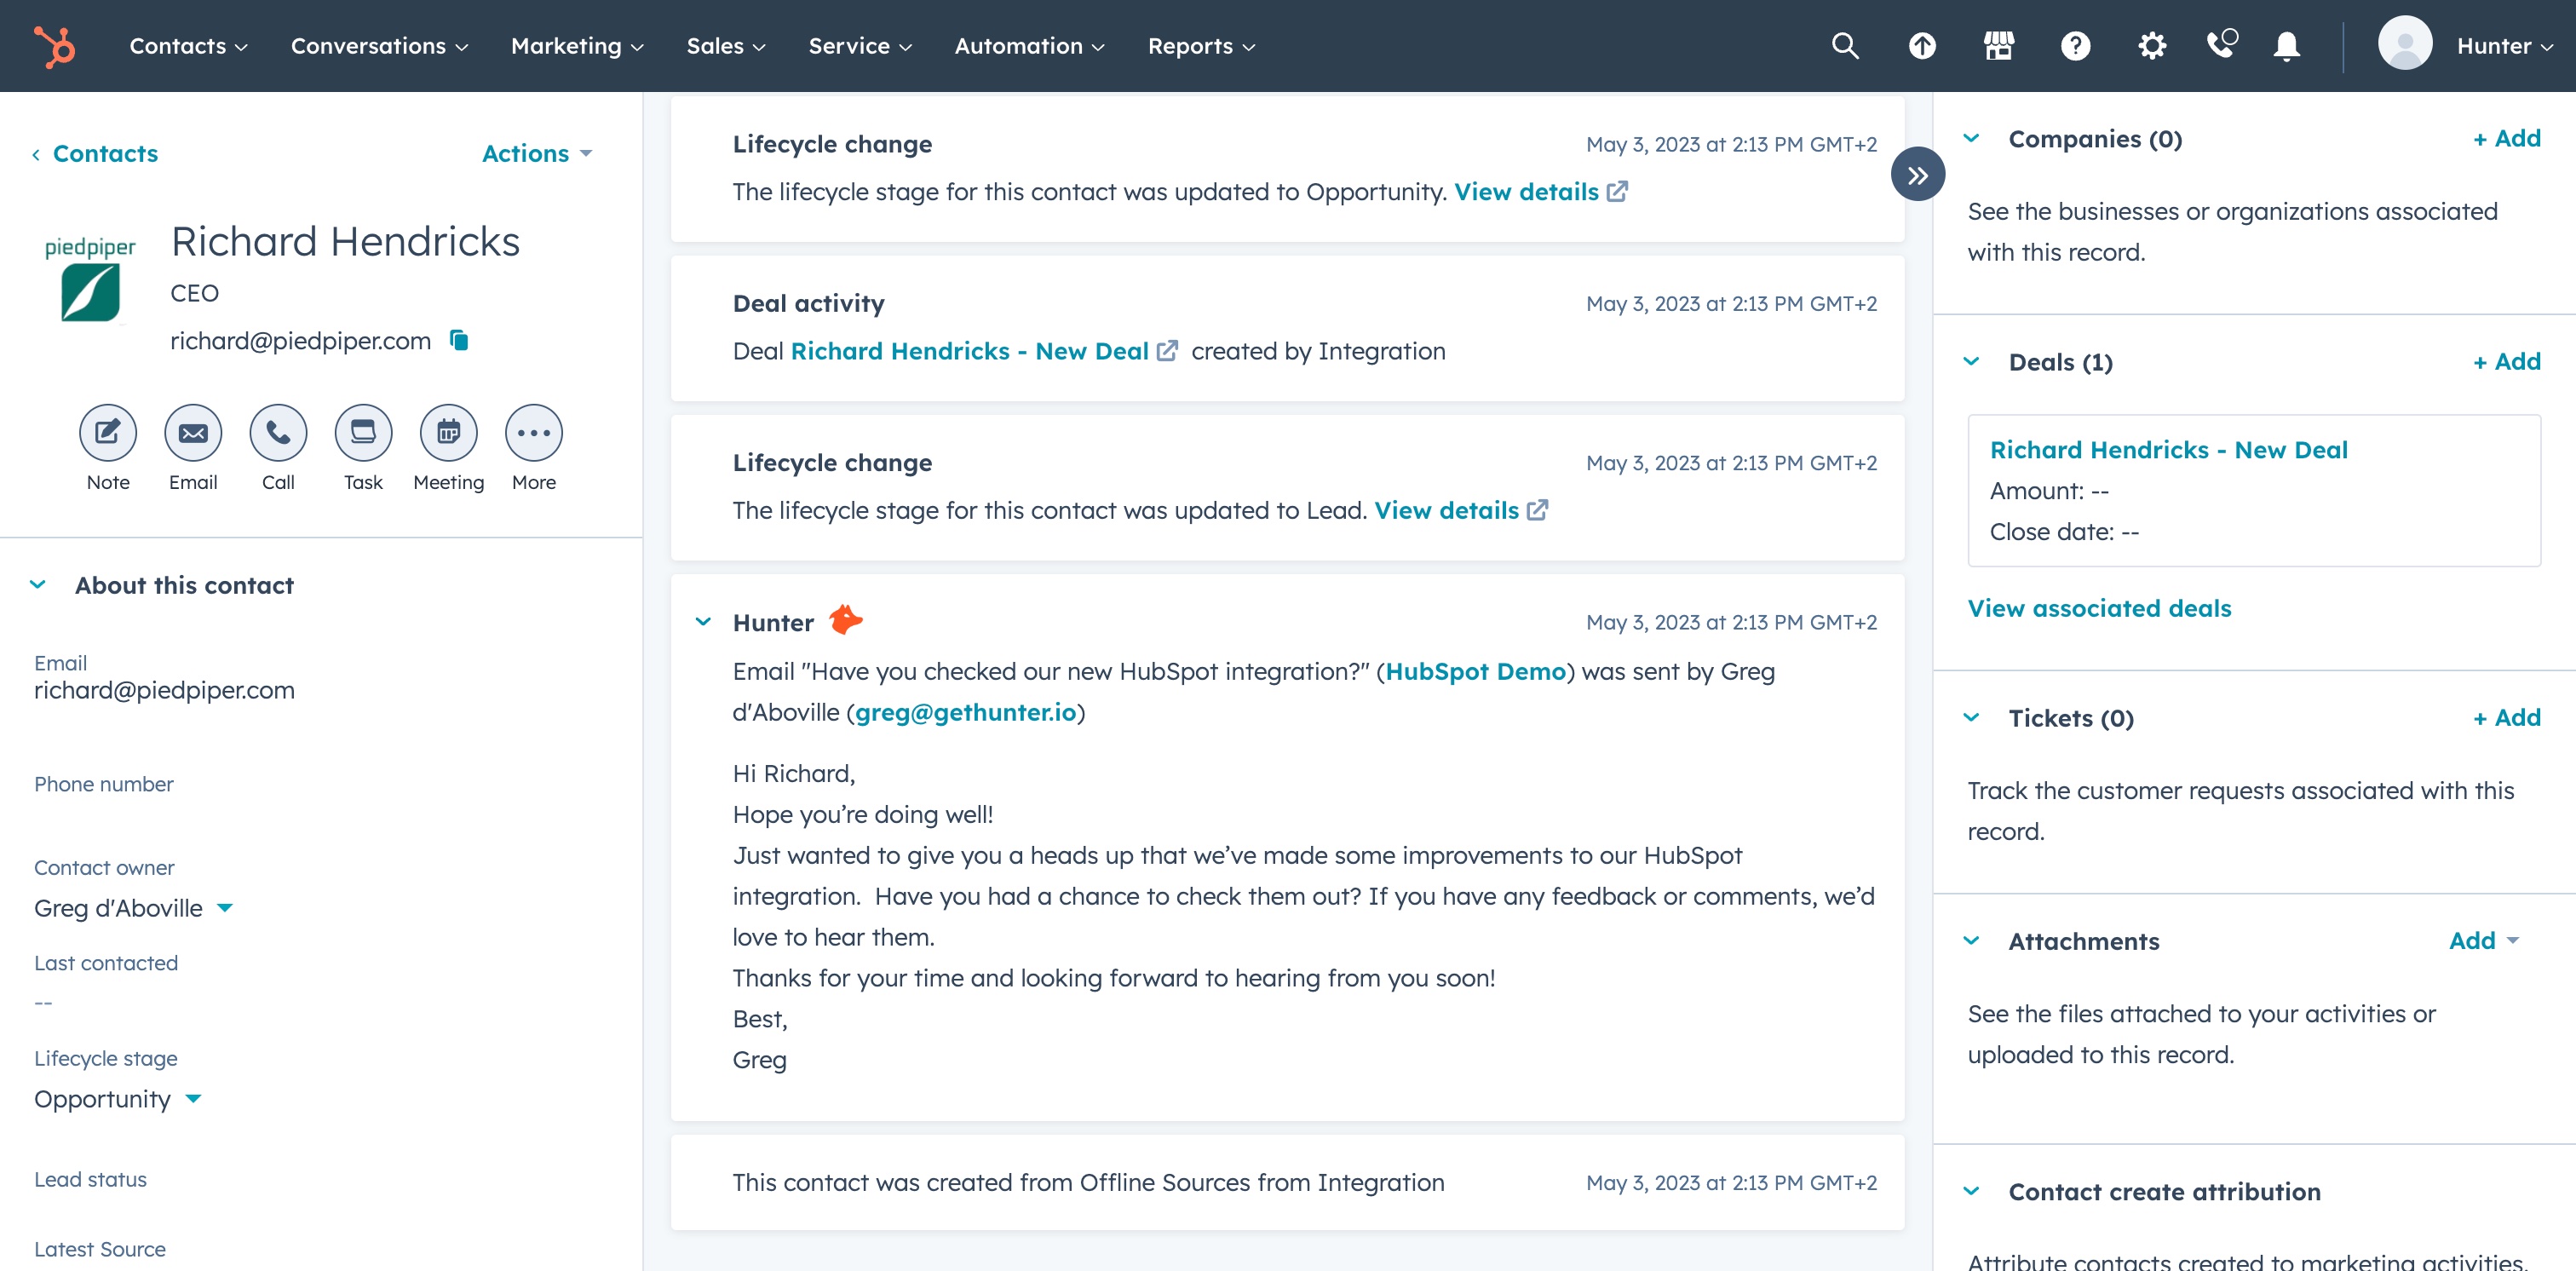 Contacts Conversations Marketing Sales Service Automation Reports Hunter
Contacts
Actions
piedpiper
Richard Hendricks
CEO
richard@piedpiper.com
Note Email Call Task Meeting More
About this contact
Email
richard@piedpiper.com
Phone number
Contact owner
Greg d'Aboville
Last contacted
--
Lifecycle stage
Opportunity
Lead status
Latest Source
Lifecycle change May 3, 2023 at 2:13 PM GMT+2
The lifecycle stage for this contact was updated to Opportunity. View details
Deal activity May 3, 2023 at 2:13 PM GMT+2
Deal Richard Hendricks - New Deal created by Integration
Lifecycle change May 3, 2023 at 2:13 PM GMT+2
The lifecycle stage for this contact was updated to Lead. View details
Hunter May 3, 2023 at 2:13 PM GMT+2
Email "Have you checked our new HubSpot integration?" (HubSpot Demo) was sent by Greg
d'Aboville (greg@gethunter.io)
Hi Richard,
Hope you’re doing well!
Just wanted to give you a heads up that we’ve made some improvements to our HubSpot
integration.  Have you had a chance to check them out? If you have any feedback or comments, we’d
love to hear them.
Thanks for your time and looking forward to hearing from you soon!
Best,
Greg
This contact was created from Offline Sources from Integration May 3, 2023 at 2:13 PM GMT+2
Companies (0) + Add
See the businesses or organizations associated
with this record.
Deals (1) + Add
Richard Hendricks - New Deal
Amount: --
Close date: --
View associated deals
Tickets (0) + Add
Track the customer requests associated with this
record.
Attachments Add
See the files attached to your activities or
uploaded to this record.
Contact create attribution
Attribute contacts created to marketing activities.